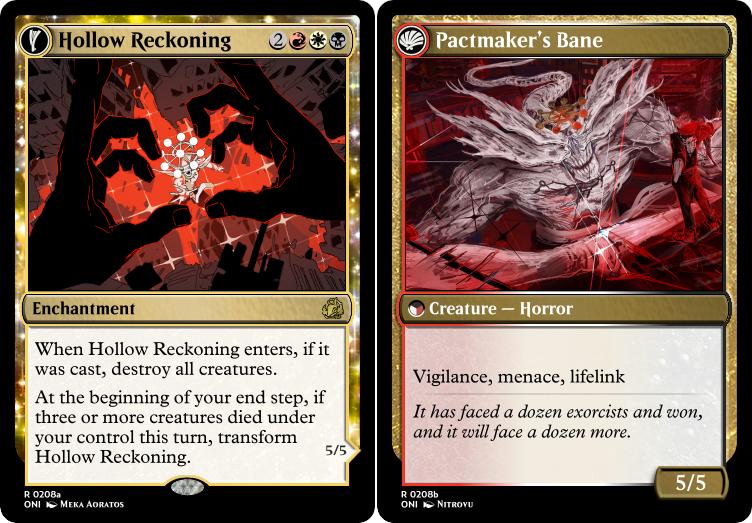 Hollow Reckoning 2
Enchantment
When Hollow Reckoning enters, if it
was cast, destroy all creatures.
At the beginning of your end step, if
three or more creatures died under
your control this turn, transform
Hollow Reckoning.
5/5
R 0208a
ONI Meka Aoratos
Pactmaker's Bane
Creature — Horror
Vigilance, menace, lifelink
It has faced a dozen exorcists and won,
and it will face a dozen more.
5/5
R 0208b
ONI Nitrovu